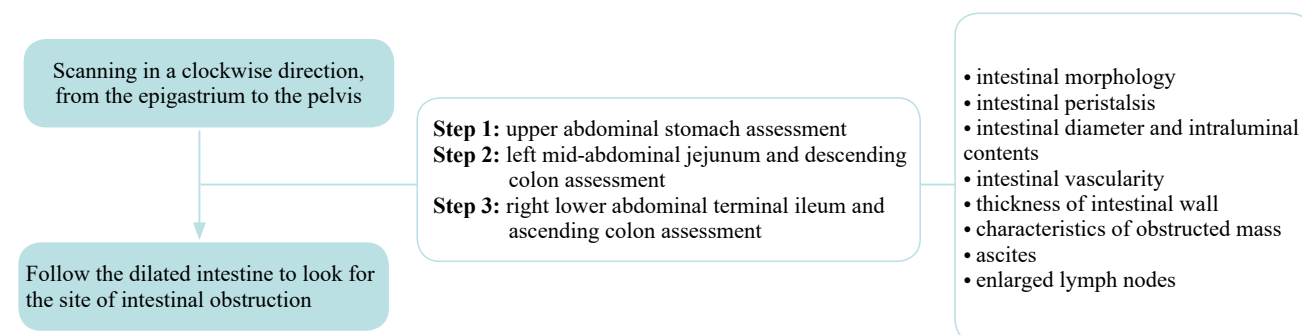 Scanning in a clockwise direction,
from the epigastrium to the pelvis
Follow the dilated intestine to look for
the site of intestinal obstruction
Step 1: upper abdominal stomach assessment
Step 2: left mid-abdominal jejunum and descending
colon assessment
Step 3: right lower abdominal terminal ileum and
ascending colon assessment
• intestinal morphology
• intestinal peristalsis
• intestinal diameter and intraluminal
contents
• intestinal vascularity
• thickness of intestinal wall
• characteristics of obstructed mass
• ascites
• enlarged lymph nodes